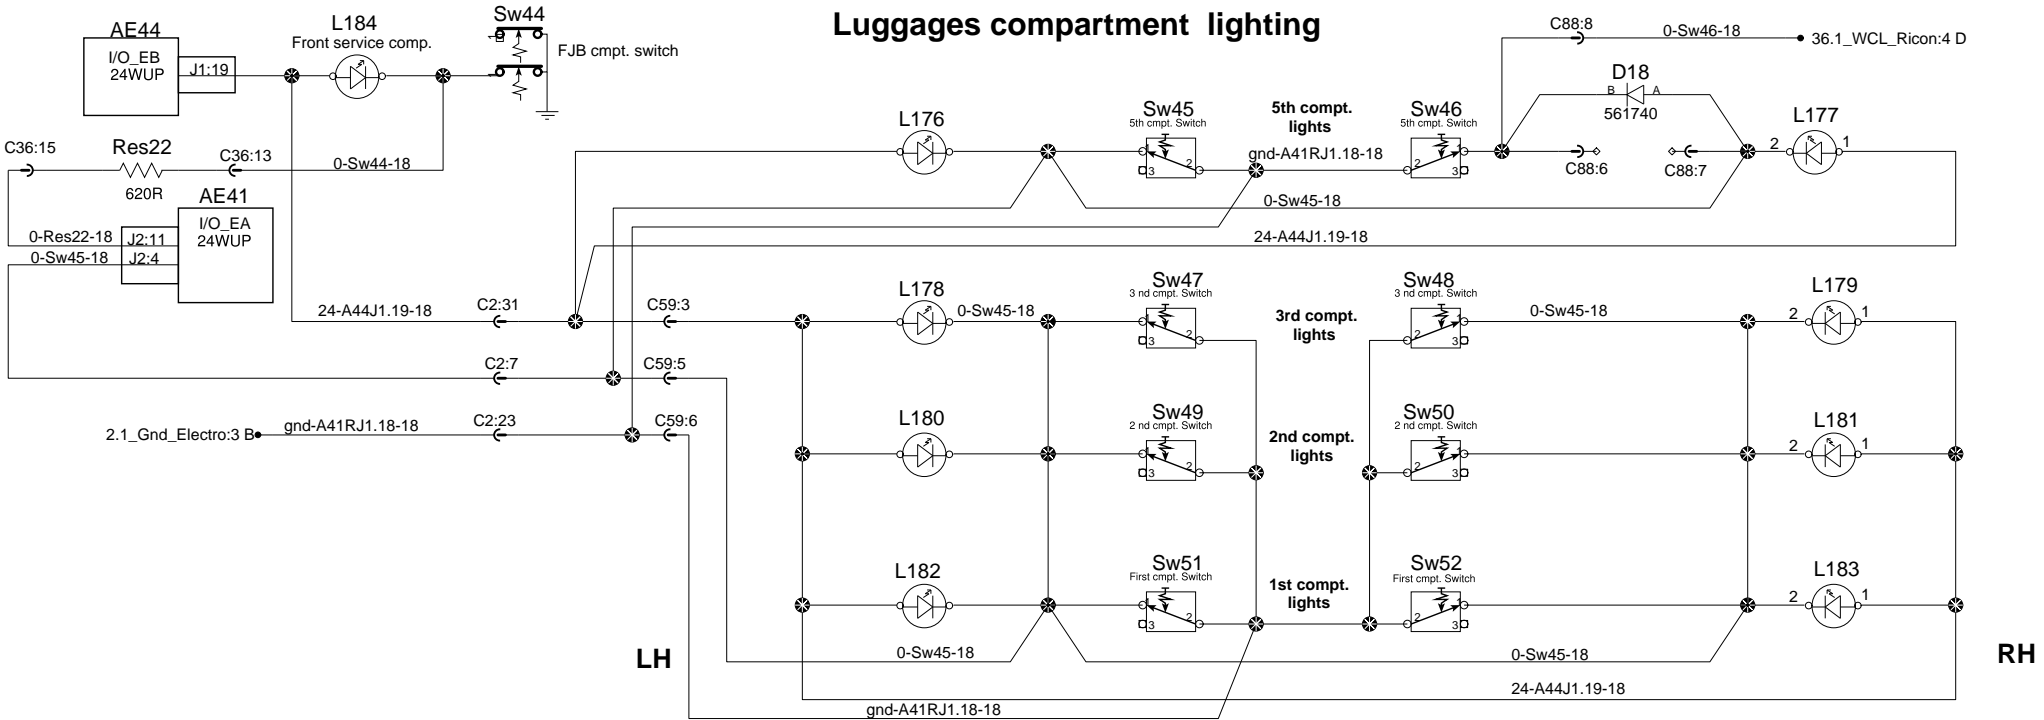 Luggages compartment lighting
AE44
I/O_EB
24WUP
J1:19
L184
Front service comp.
Sw44
FJB cmpt. switch
C88:8
0-Sw46-18
36.1_WCL_Ricon:4 D
D18
B
A
561740
C36:15
Res22
620R
C36:13
0-Sw44-18
AE41
I/O_EA
24WUP
0-Res22-18
J2:11
0-Sw45-18
J2:4
L176
Sw45
5th cmpt. Switch
1
2
3
5th compt.
lights
gnd-A41RJ1.18-18
Sw46
5th cmpt. Switch
1
2
3
C88:6
C88:7
L177
2
1
0-Sw45-18
24-A44J1.19-18
24-A44J1.19-18
C2:31
C59:3
L178
0-Sw45-18
Sw47
3 nd cmpt. Switch
1
2
3
3rd compt.
lights
Sw48
3 nd cmpt. Switch
1
2
3
0-Sw45-18
L179
2
1
C2:7
C59:5
2.1_Gnd_Electro:3 B
gnd-A41RJ1.18-18
C2:23
C59:6
L180
Sw49
2 nd cmpt. Switch
1
2
3
2nd compt.
lights
Sw50
2 nd cmpt. Switch
1
2
3
L181
2
1
L182
Sw51
First cmpt. Switch
1
2
3
1st compt.
lights
Sw52
First cmpt. Switch
1
2
3
L183
2
1
LH
0-Sw45-18
0-Sw45-18
RH
24-A44J1.19-18
gnd-A41RJ1.18-18